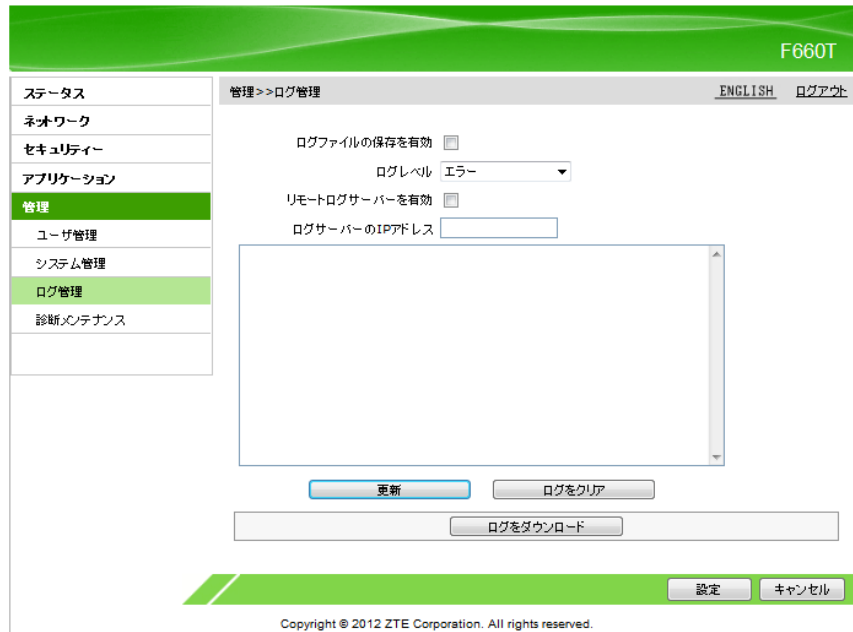 F660T
ステータス
ネットワーク
セキュリティー
アプリケーション
管理
ユーザ管理
システム管理
ログ管理
診断メンテナンス
管理>>ログ管理
ENGLISH ログアウト
ログファイルの保存を有効
ログレベル エラー
リモートログサーバーを有効
ログサーバーのIPアドレス
更新 ログをクリア
ログをダウンロード
設定 キャンセル
Copyright © 2012 ZTE Corporation. All rights reserved.